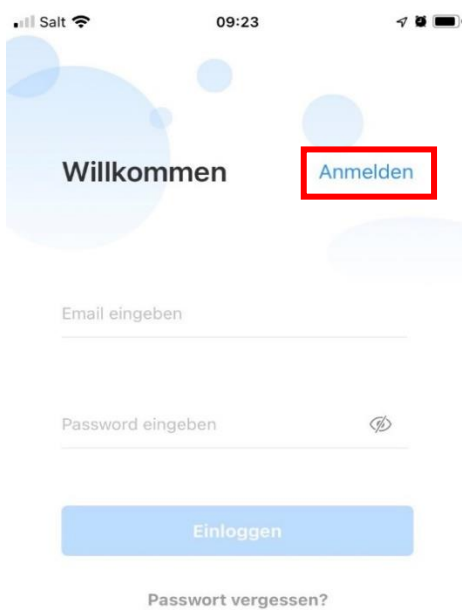 Salt 09:23
Willkommen Anmelden
Email eingeben
Password eingeben
Einloggen
Passwort vergessen?